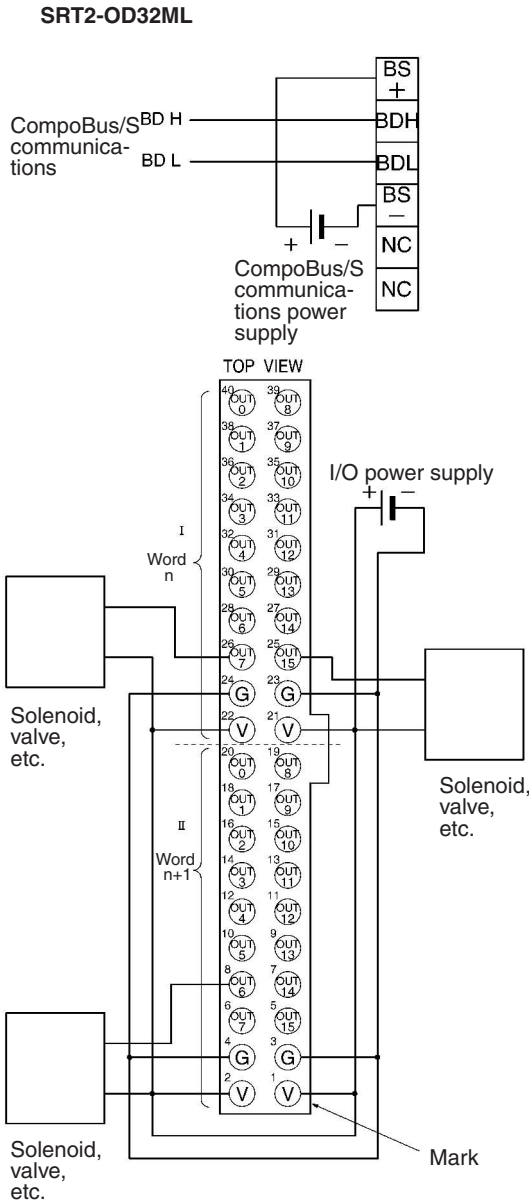 SRT2-OD32ML
BS
+
BDH
BDL
BS
−
NC
NC
CompoBus/S
communica-
tions
BD H
BD L
+ −
CompoBus/S
communica-
tions power
supply
TOP VIEW
40 OUT 0 39 OUT 8
38 OUT 1 37 OUT 9
36 OUT 2 35 OUT 10
34 OUT 3 33 OUT 11
32 OUT 4 31 OUT 12
30 OUT 5 29 OUT 13
28 OUT 6 27 OUT 14
26 OUT 7 25 OUT 15
24 G 23 G
22 V 21 V
20 OUT 0 19 OUT 8
18 OUT 1 17 OUT 9
16 OUT 2 15 OUT 10
14 OUT 3 13 OUT 11
12 OUT 4 11 OUT 12
10 OUT 5 9 OUT 13
8 OUT 6 7 OUT 14
6 OUT 7 5 OUT 15
4 G 3 G
2 V 1 V
I
Word
n
II
Word
n+1
I/O power supply
+ −
Solenoid,
valve,
etc.
Solenoid,
valve,
etc.
Solenoid,
valve,
etc.
Mark